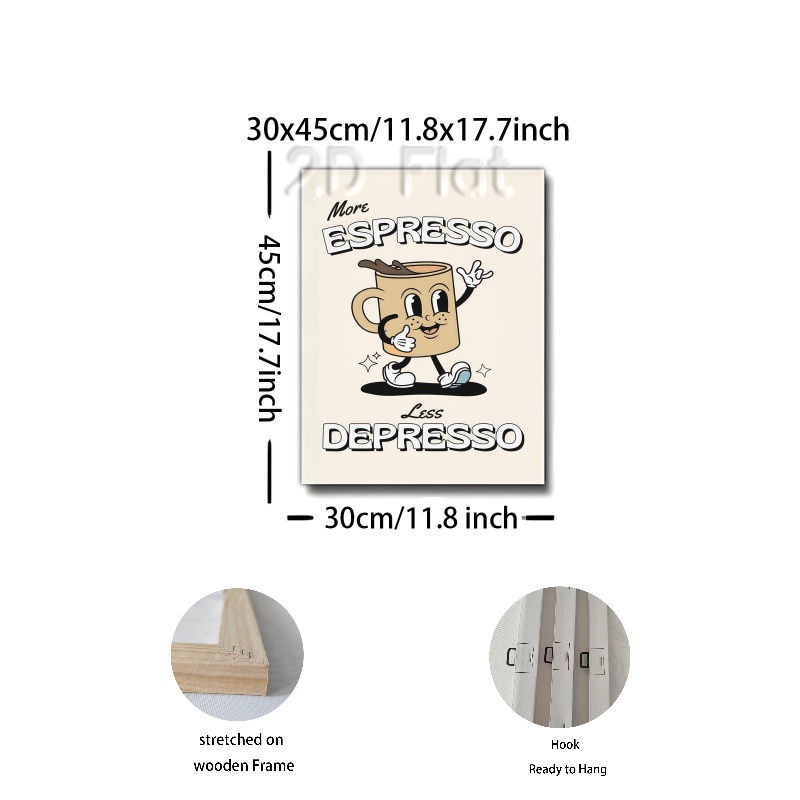 30x45cm/11.8x17.7inch
2D Flat
More
ESPRESSO
45cm/17.7inch
Less
DEPRESSO
30cm/11.8 inch
stretched on
wooden Frame
Hook
Ready to Hang